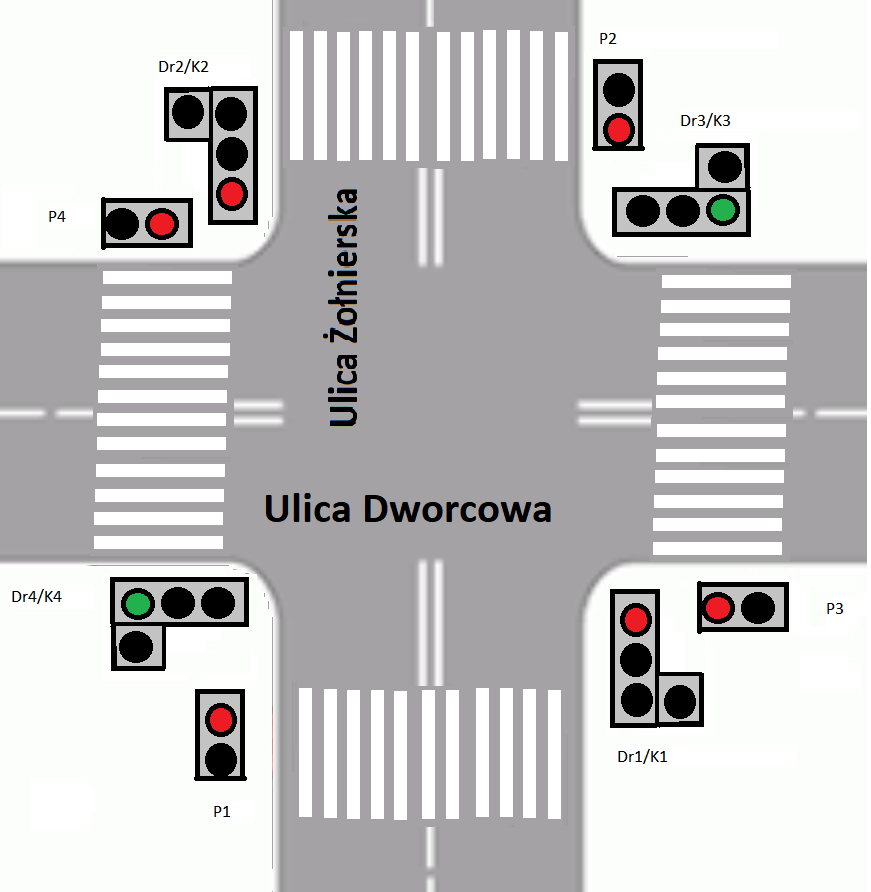 P2
Dr2/K2
Dr3/K3
P4
Ulica Żołnierska
Ulica Dworcowa
Dr4/K4
P3
Dr1/K1
P1